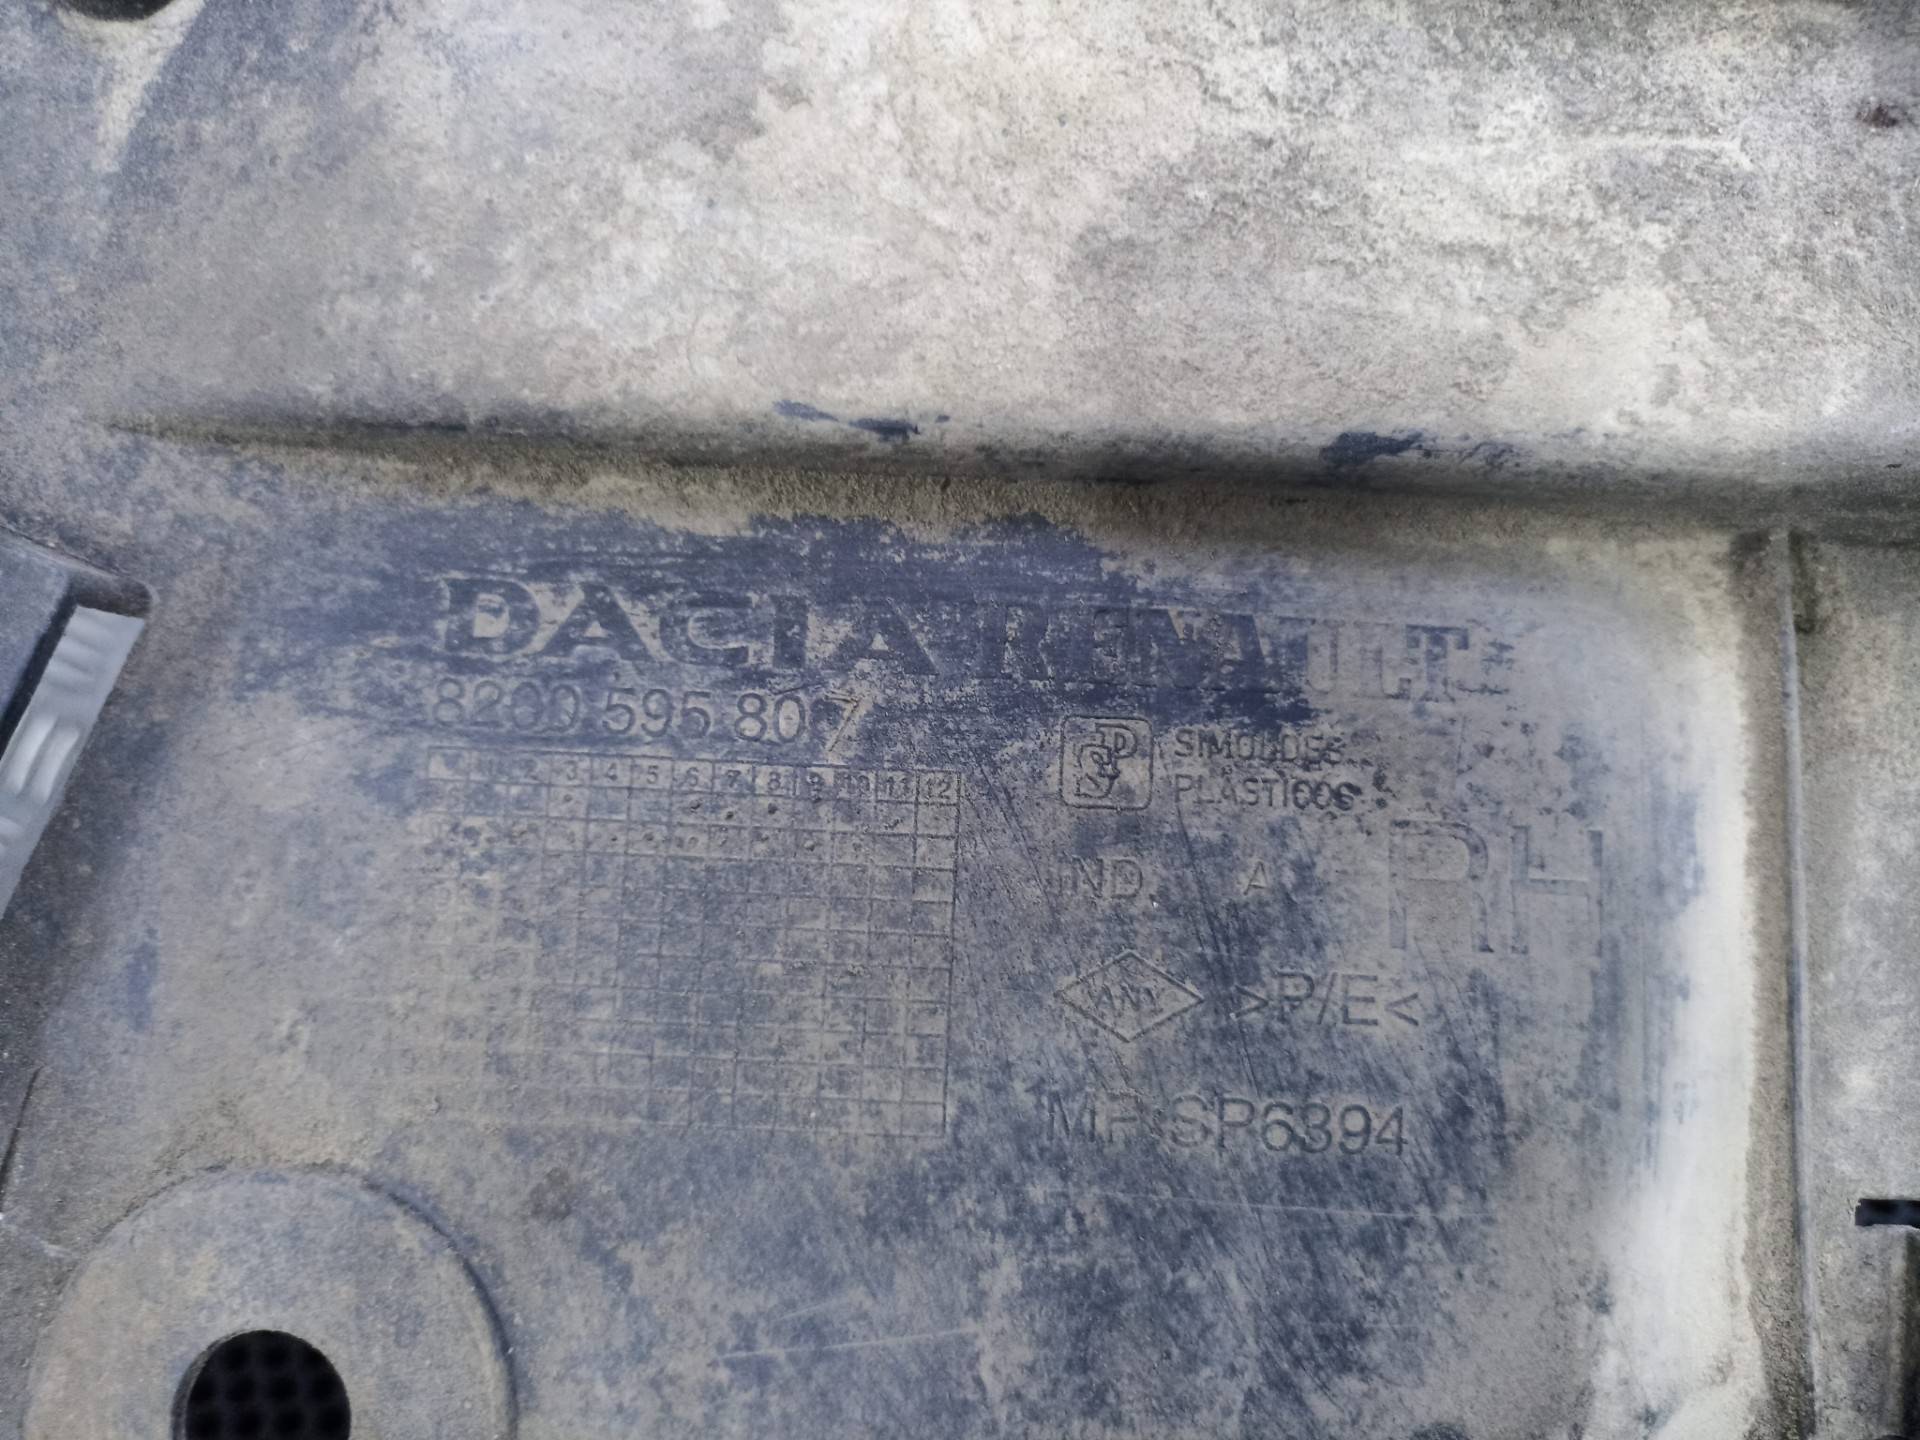 DACIA RENAULT
8200 595 807
1 2 3 4 5 6 7 8 9 10 11 12
SIMOLDES
PLASTICOS
IND A
RH
>P/E<
SP6394